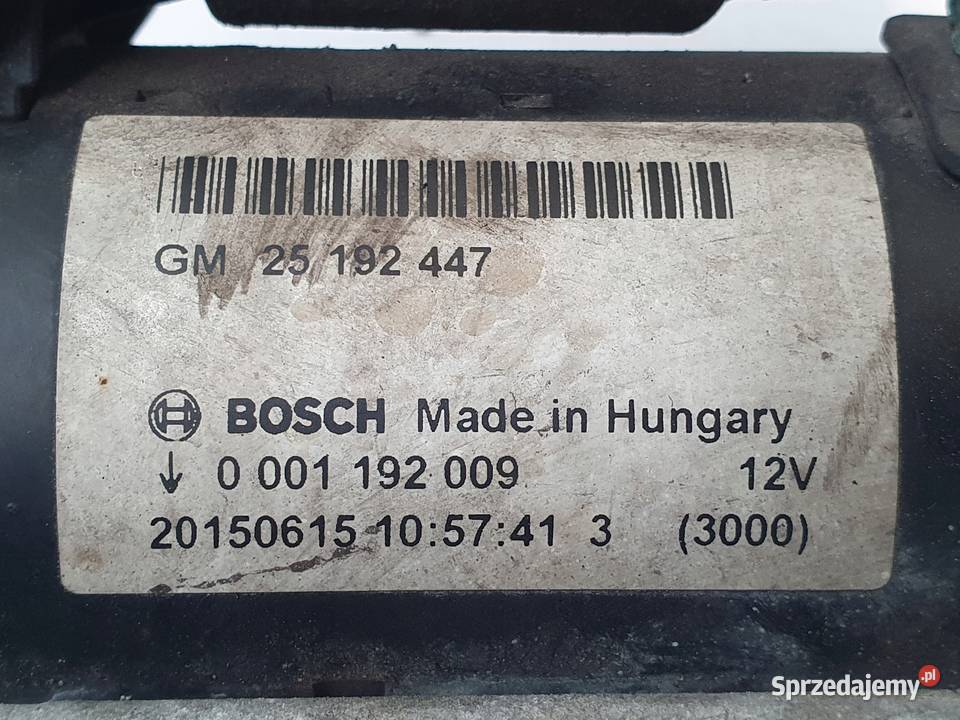 GM 25 192 447
BOSCH Made in Hungary
↓ 0 001 192 009 12V
20150615 10:57:41 3 (3000)
Sprzedajemy.pl